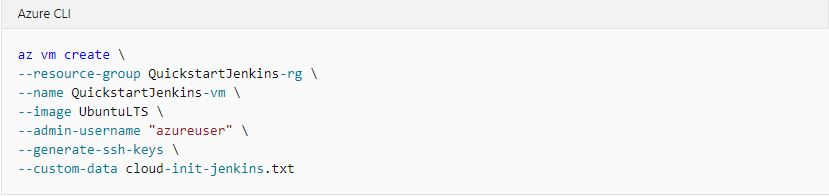 Azure CLI
az vm create \
--resource-group QuickstartJenkins-rg \
--name QuickstartJenkins-vm \
--image UbuntuLTS \
--admin-username "azureuser" \
--generate-ssh-keys \
--custom-data cloud-init-jenkins.txt